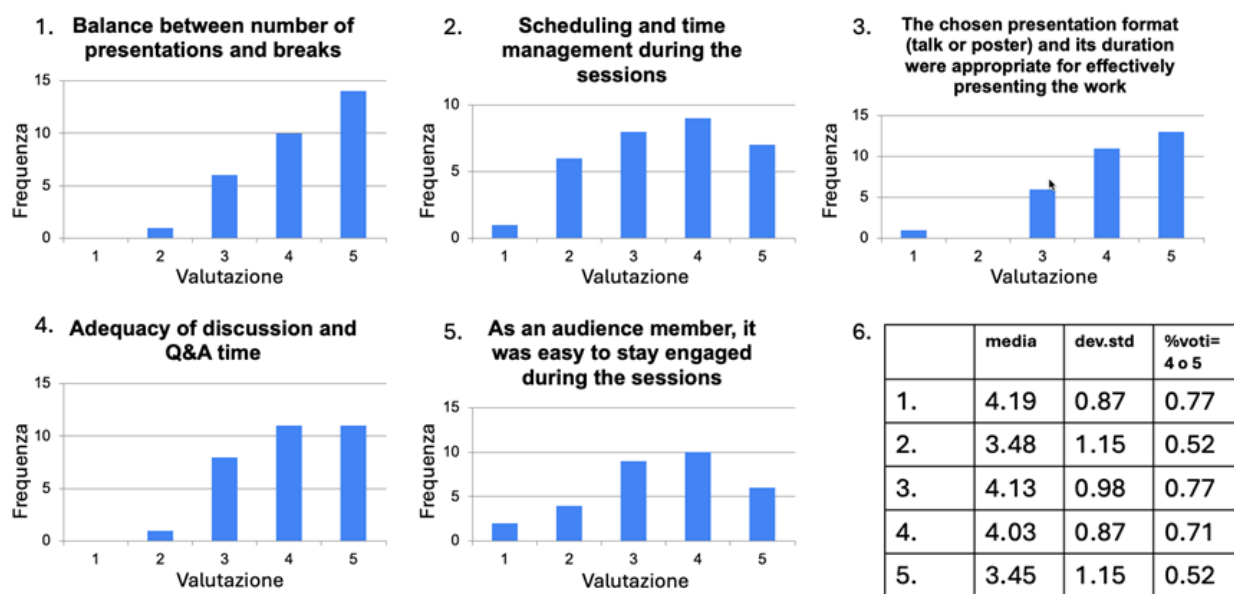 1. Balance between number of
presentations and breaks
15
10
5
0
Frequenza
1 2 3 4 5
Valutazione
2. Scheduling and time
management during the
sessions
10
5
0
Frequenza
1 2 3 4 5
Valutazione
3. The chosen presentation format
(talk or poster) and its duration
were appropriate for effectively
presenting the work
15
10
5
0
Frequenza
1 2 3 4 5
Valutazione
4. Adequacy of discussion and
Q&A time
15
10
5
0
Frequenza
1 2 3 4 5
Valutazione
5. As an audience member, it
was easy to stay engaged
during the sessions
15
10
5
0
Frequenza
1 2 3 4 5
Valutazione
6.
media dev.std %voti=
4 o 5
1. 4.19 0.87 0.77
2. 3.48 1.15 0.52
3. 4.13 0.98 0.77
4. 4.03 0.87 0.71
5. 3.45 1.15 0.52